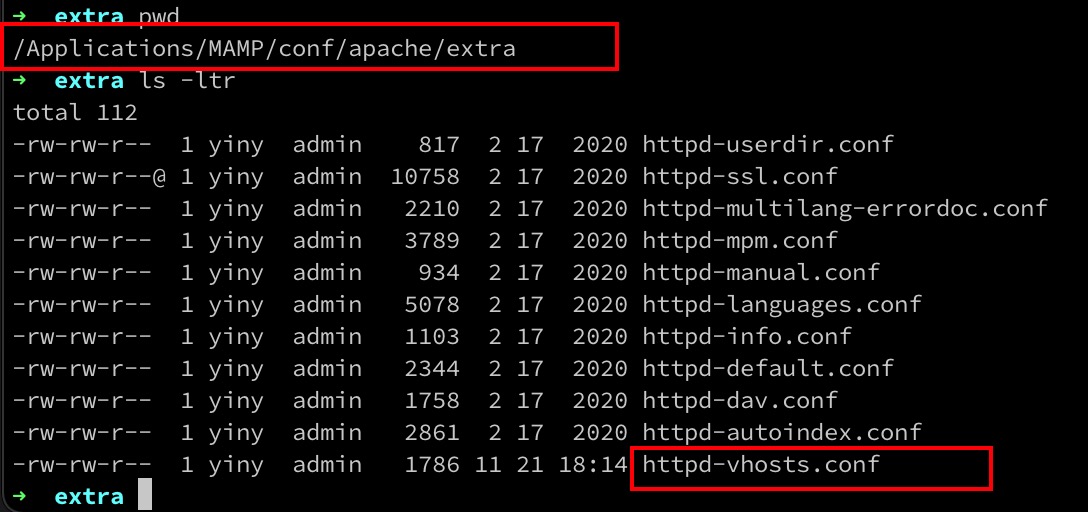 → extra pwd
/Applications/MAMP/conf/apache/extra
→ extra ls -ltr
total 112
-rw-rw-r-- 1 yiny admin 817 2 17 2020 httpd-userdir.conf
-rw-rw-r--@ 1 yiny admin 10758 2 17 2020 httpd-ssl.conf
-rw-rw-r-- 1 yiny admin 2210 2 17 2020 httpd-multilang-errordoc.conf
-rw-rw-r-- 1 yiny admin 3789 2 17 2020 httpd-mpm.conf
-rw-rw-r-- 1 yiny admin 934 2 17 2020 httpd-manual.conf
-rw-rw-r-- 1 yiny admin 5078 2 17 2020 httpd-languages.conf
-rw-rw-r-- 1 yiny admin 1103 2 17 2020 httpd-info.conf
-rw-rw-r-- 1 yiny admin 2344 2 17 2020 httpd-default.conf
-rw-rw-r-- 1 yiny admin 1758 2 17 2020 httpd-dav.conf
-rw-rw-r-- 1 yiny admin 2861 2 17 2020 httpd-autoindex.conf
-rw-rw-r-- 1 yiny admin 1786 11 21 18:14 httpd-vhosts.conf
→ extra